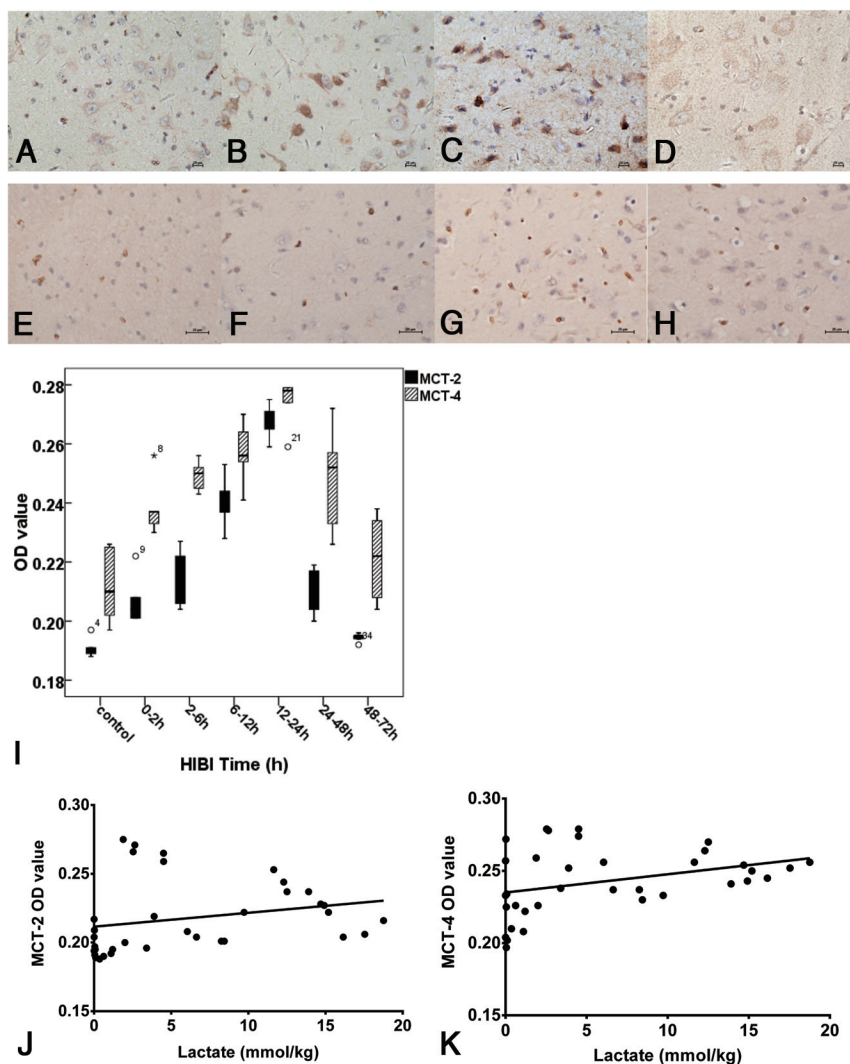 A B C D
E F G H
MCT-2
MCT-4
0.28
0.26
0.24
0.22
0.20
0.18
OD value
4
9
8
21
34
control 0-2h 2-6h 6-12h 12-24h 24-48h 48-72h
HIBI Time (h)
I
0.30
0.25
0.20
0.15
MCT-2 OD value
0 5 10 15 20
Lactate (mmol/kg)
J
0.30
0.25
0.20
0.15
MCT-4 OD value
0 5 10 15 20
Lactate (mmol/kg)
K